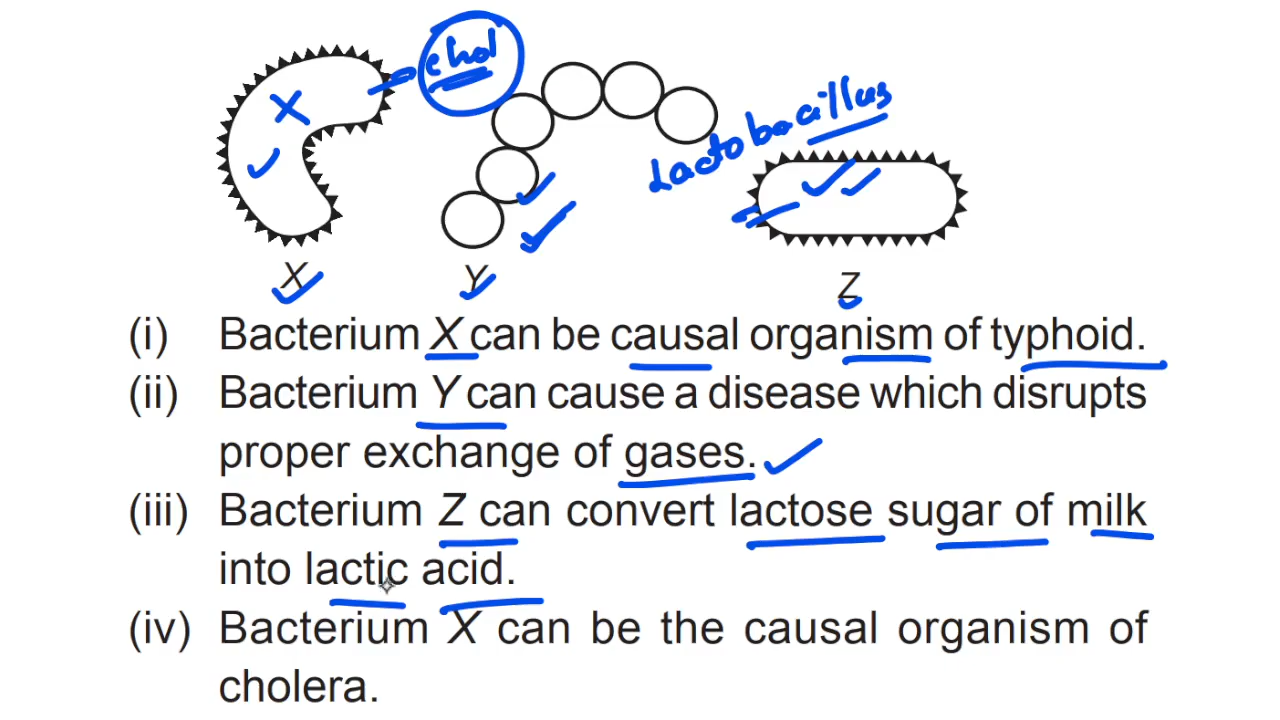 X
chol
Lactobacillus
X
Y
Z
(i) Bacterium X can be causal organism of typhoid.
(ii) Bacterium Y can cause a disease which disrupts
proper exchange of gases.
(iii) Bacterium Z can convert lactose sugar of milk
into lactic acid.
(iv) Bacterium X can be the causal organism of
cholera.